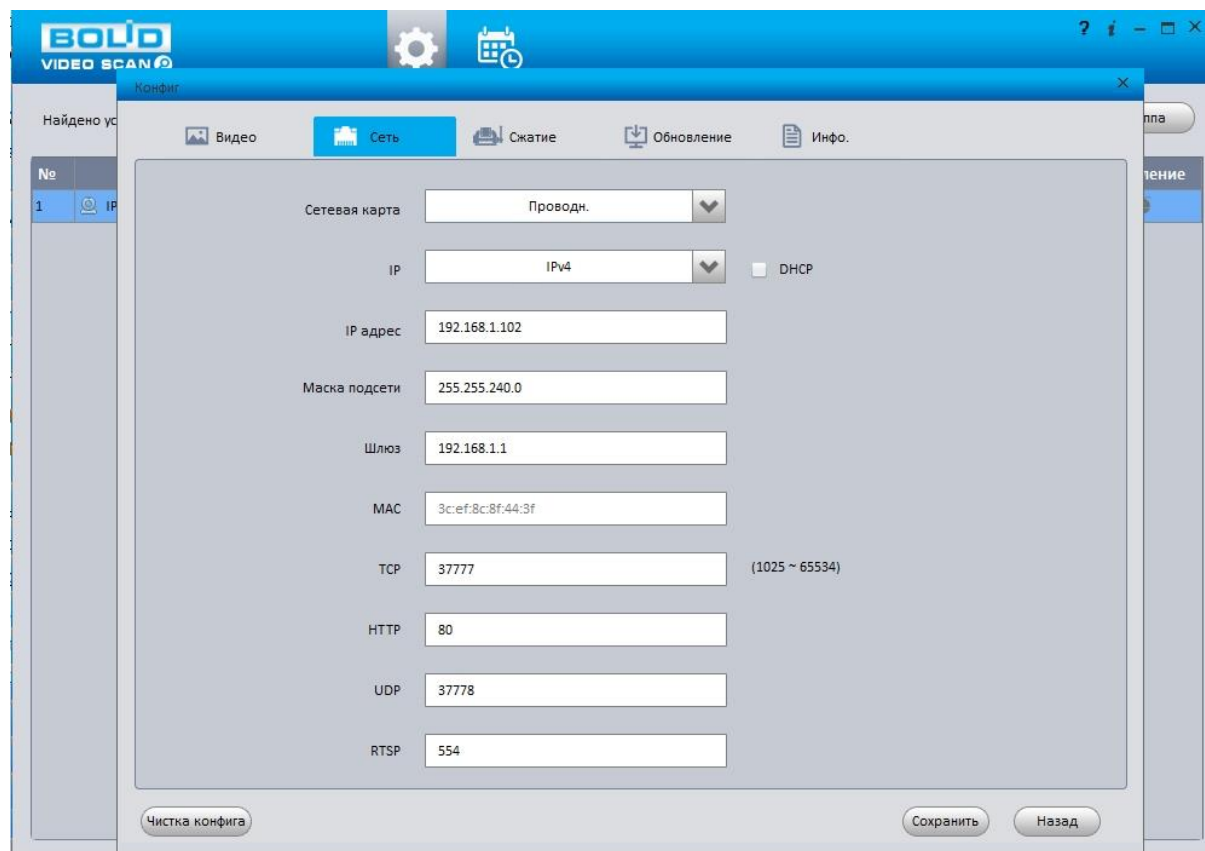 BOLID
VIDEO SCAN
? i
Конфиг
Найдено ус
ппа
Видео
Сеть
Сжатие
Обновление
Инфо.
№
ление
1
IP
Сетевая карта
Проводн.
IP
IPv4
DHCP
IP адрес
192.168.1.102
Маска подсети
255.255.240.0
Шлюз
192.168.1.1
MAC
3c:ef:8c:8f:44:3f
TCP
37777
(1025 ~ 65534)
HTTP
80
UDP
37778
RTSP
554
Чистка конфига
Сохранить
Назад